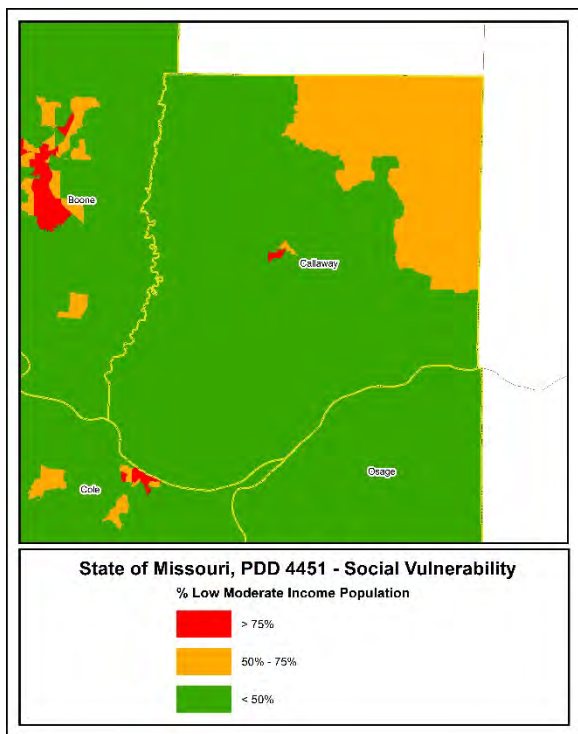 Boone
Callaway
Osage
Cole
State of Missouri, PDD 4451 - Social Vulnerability
% Low Moderate Income Population
> 75%
50% - 75%
< 50%